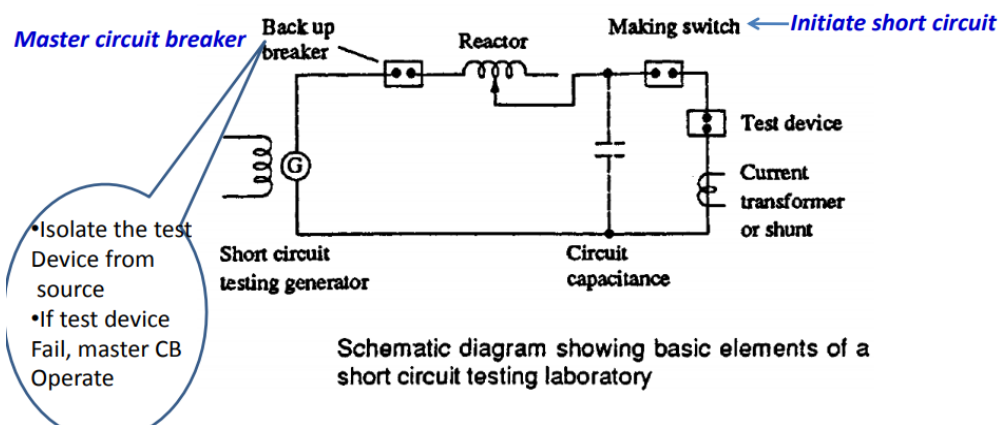 Master circuit breaker
Back up
breaker
Reactor
Making switch
Initiate short circuit
Test device
G
Current
transformer
or shunt
•Isolate the test
Device from
source
•If test device
Fail, master CB
Operate
Short circuit
testing generator
Circuit
capacitance
Schematic diagram showing basic elements of a
short circuit testing laboratory